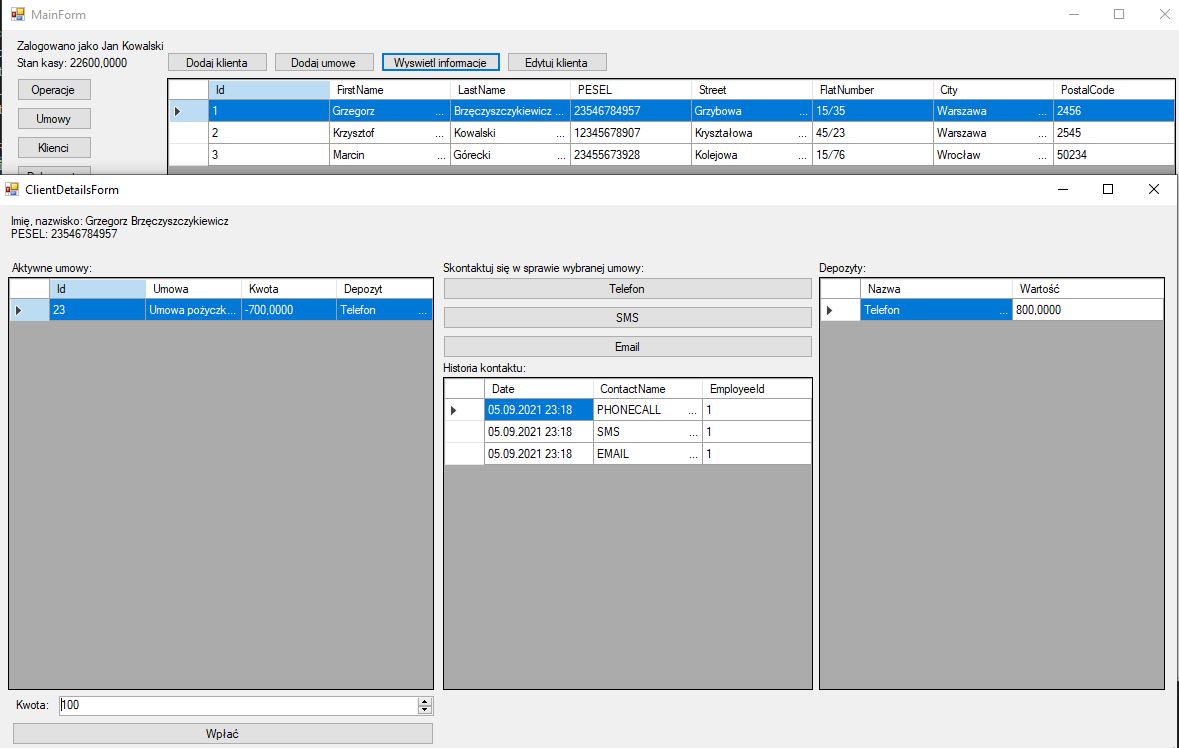 MainForm
Zalogowano jako Jan Kowalski
Stan kasy: 22600,0000
Dodaj klienta Dodaj umowę Wyswietl informacje Edytuj klienta
Operacje
Umowy
Klienci
Id FirstName LastName PESEL Street FlatNumber City PostalCode
1 Grzegorz ... Brzęczyszczykiewicz ... 23546784957 Grzybowa ... 15/35 Warszawa ... 2456
2 Krzysztof ... Kowalski ... 12345678907 Kryształowa ... 45/23 Warszawa ... 2545
3 Marcin ... Górecki ... 23455673928 Kolejowa ... 15/76 Wrocław ... 50234
ClientDetailsForm
Imię, nazwisko: Grzegorz Brzęczyszczykiewicz
PESEL: 23546784957
Aktywne umowy:
Id Umowa Kwota Depozyt
23 Umowa pożyczk... -700,0000 Telefon ...
Skontaktuj się w sprawie wybranej umowy:
Telefon
SMS
Email
Historia kontaktu:
Date ContactName EmployeeId
05.09.2021 23:18 PHONECALL ... 1
05.09.2021 23:18 SMS ... 1
05.09.2021 23:18 EMAIL ... 1
Depozyty:
Nazwa Wartość
Telefon ... 800,0000
Kwota: 100
Wpłać